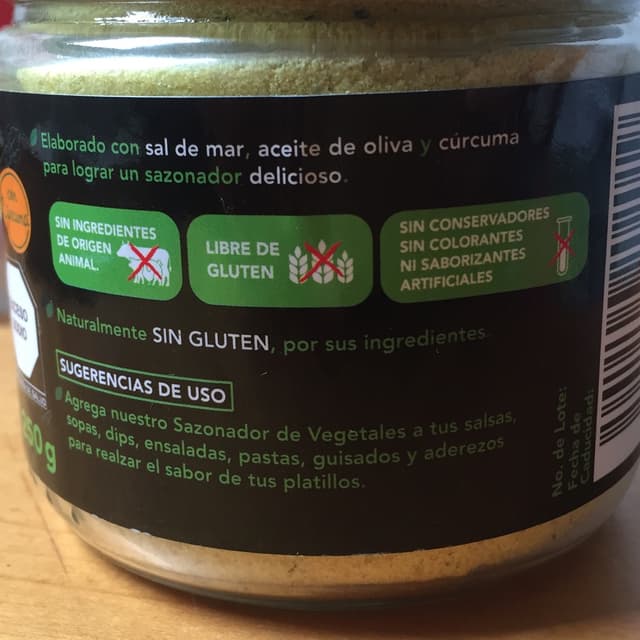 Elaborado con sal de mar, aceite de oliva y cúrcuma
para lograr un sazonador delicioso.
SIN INGREDIENTES
DE ORIGEN
ANIMAL.
LIBRE DE
GLUTEN
SIN CONSERVADORES
SIN COLORANTES
NI SABORIZANTES
ARTIFICIALES
Naturalmente SIN GLUTEN, por sus ingredientes.
SUGERENCIAS DE USO
Agrega nuestro Sazonador de Vegetales a tus salsas,
sopas, dips, ensaladas, pastas, guisados y aderezos
para realzar el sabor de tus platillos.
No. de Lote:
Fecha de
Caducidad: